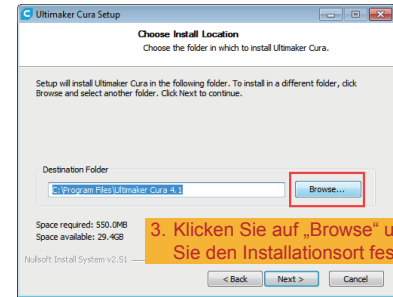 Ultimaker Cura Setup
Choose Install Location
Choose the folder in which to install Ultimaker Cura.
Setup will install Ultimaker Cura in the following folder. To install in a different folder, click
Browse and select another folder. Click Next to continue.
Destination Folder
C:\Program Files\Ultimaker Cura 4.1
Browse...
Space required: 550.0MB
Space available: 29.4GB
3. Klicken Sie auf „Browse“ u
Sie den Installationsort fes
Nullsoft Install System v2.51
< Back
Next >
Cancel